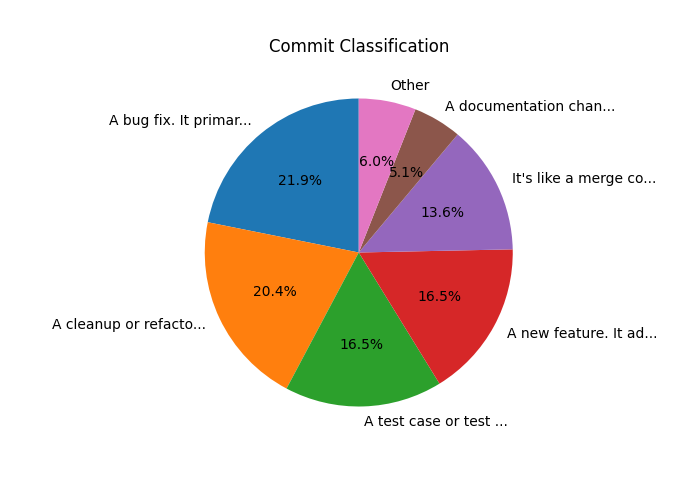 Commit Classification
Other
A documentation chan...
A bug fix. It primar...
6.0%
5.1%
It's like a merge co...
21.9%
13.6%
20.4%
16.5%
A cleanup or refacto...
A new feature. It ad...
16.5%
A test case or test ...